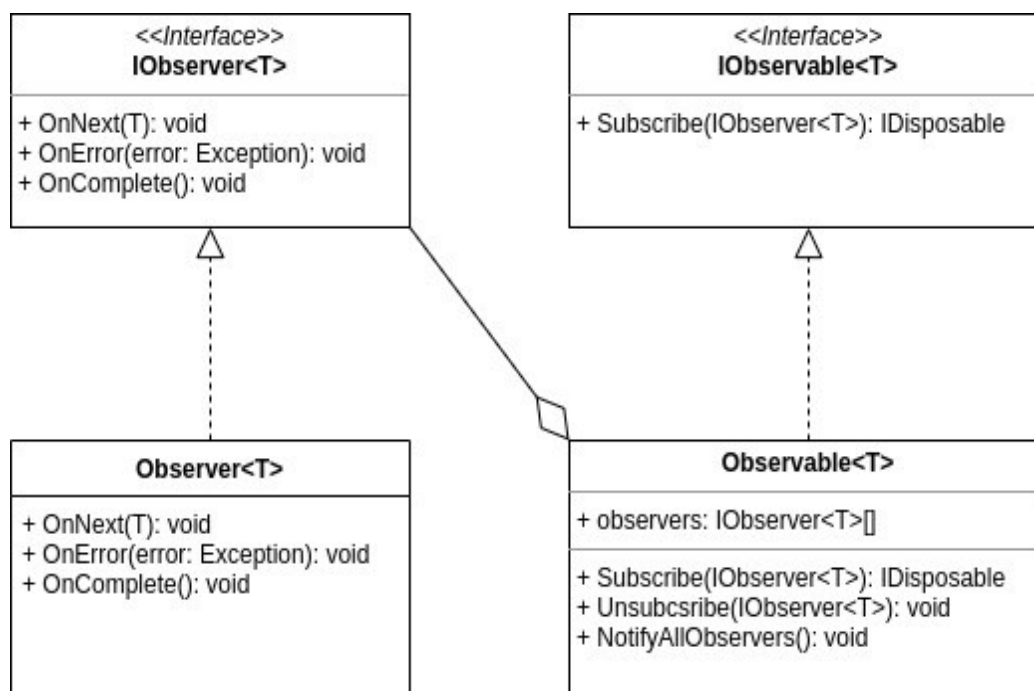 <<Interface>>
IObserver<T>
+ OnNext(T): void
+ OnError(error: Exception): void
+ OnComplete(): void
<<Interface>>
IObservable<T>
+ Subscribe(IObserver<T>): IDisposable
Observer<T>
+ OnNext(T): void
+ OnError(error: Exception): void
+ OnComplete(): void
Observable<T>
+ observers: IObserver<T>[]
+ Subscribe(IObserver<T>): IDisposable
+ Unsubcsribe(IObserver<T>): void
+ NotifyAllObservers(): void